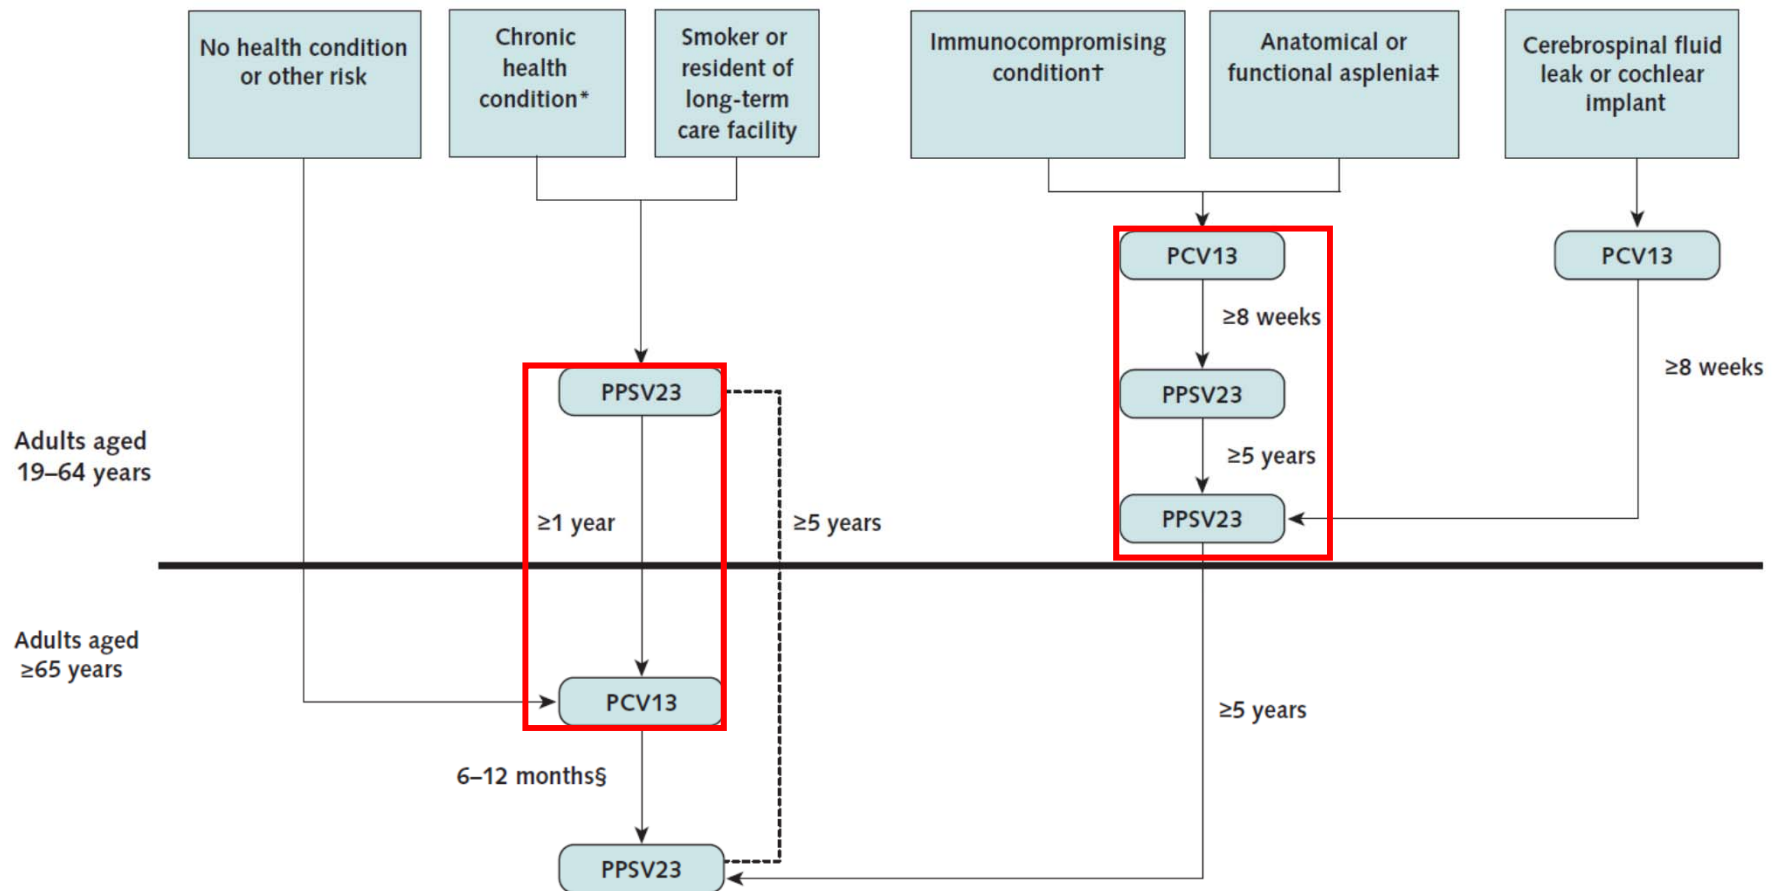 No health condition
or other risk
Chronic
health
condition*
Smoker or
resident of
long-term
care facility
Immunocompromising
condition†
Anatomical or
functional asplenia‡
Cerebrospinal fluid
leak or cochlear
implant
PCV13
PCV13
≥8 weeks
≥8 weeks
PPSV23
PPSV23
Adults aged
19–64 years
≥5 years
≥1 year
≥5 years
PPSV23
Adults aged
≥65 years
PCV13
≥5 years
6–12 months§
PPSV23